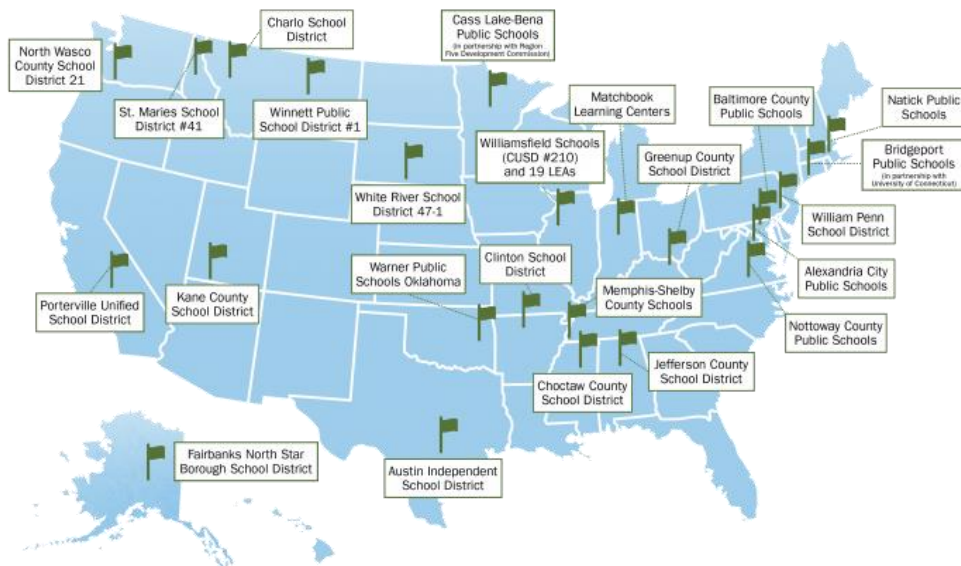 Charlo School
District
Cass Lake-Bena
Public Schools
(in partnership with Region
Five Development Commission)
North Wasco
County School
District 21
St. Maries School
District #41
Winnett Public
School District #1
Matchbook
Learning Centers
Baltimore County
Public Schools
Natick Public
Schools
Williamsfield Schools
(CUSD #210)
and 19 LEAs
Greenup County
School District
Bridgeport
Public Schools
(in partnership with
University of Connecticut)
White River School
District 47-1
William Penn
School District
Clinton School
District
Warner Public
Schools Oklahoma
Alexandria City
Public Schools
Porterville Unified
School District
Kane County
School District
Memphis-Shelby
County Schools
Nottoway County
Public Schools
Jefferson County
School District
Choctaw County
School District
Fairbanks North Star
Borough School District
Austin Independent
School District